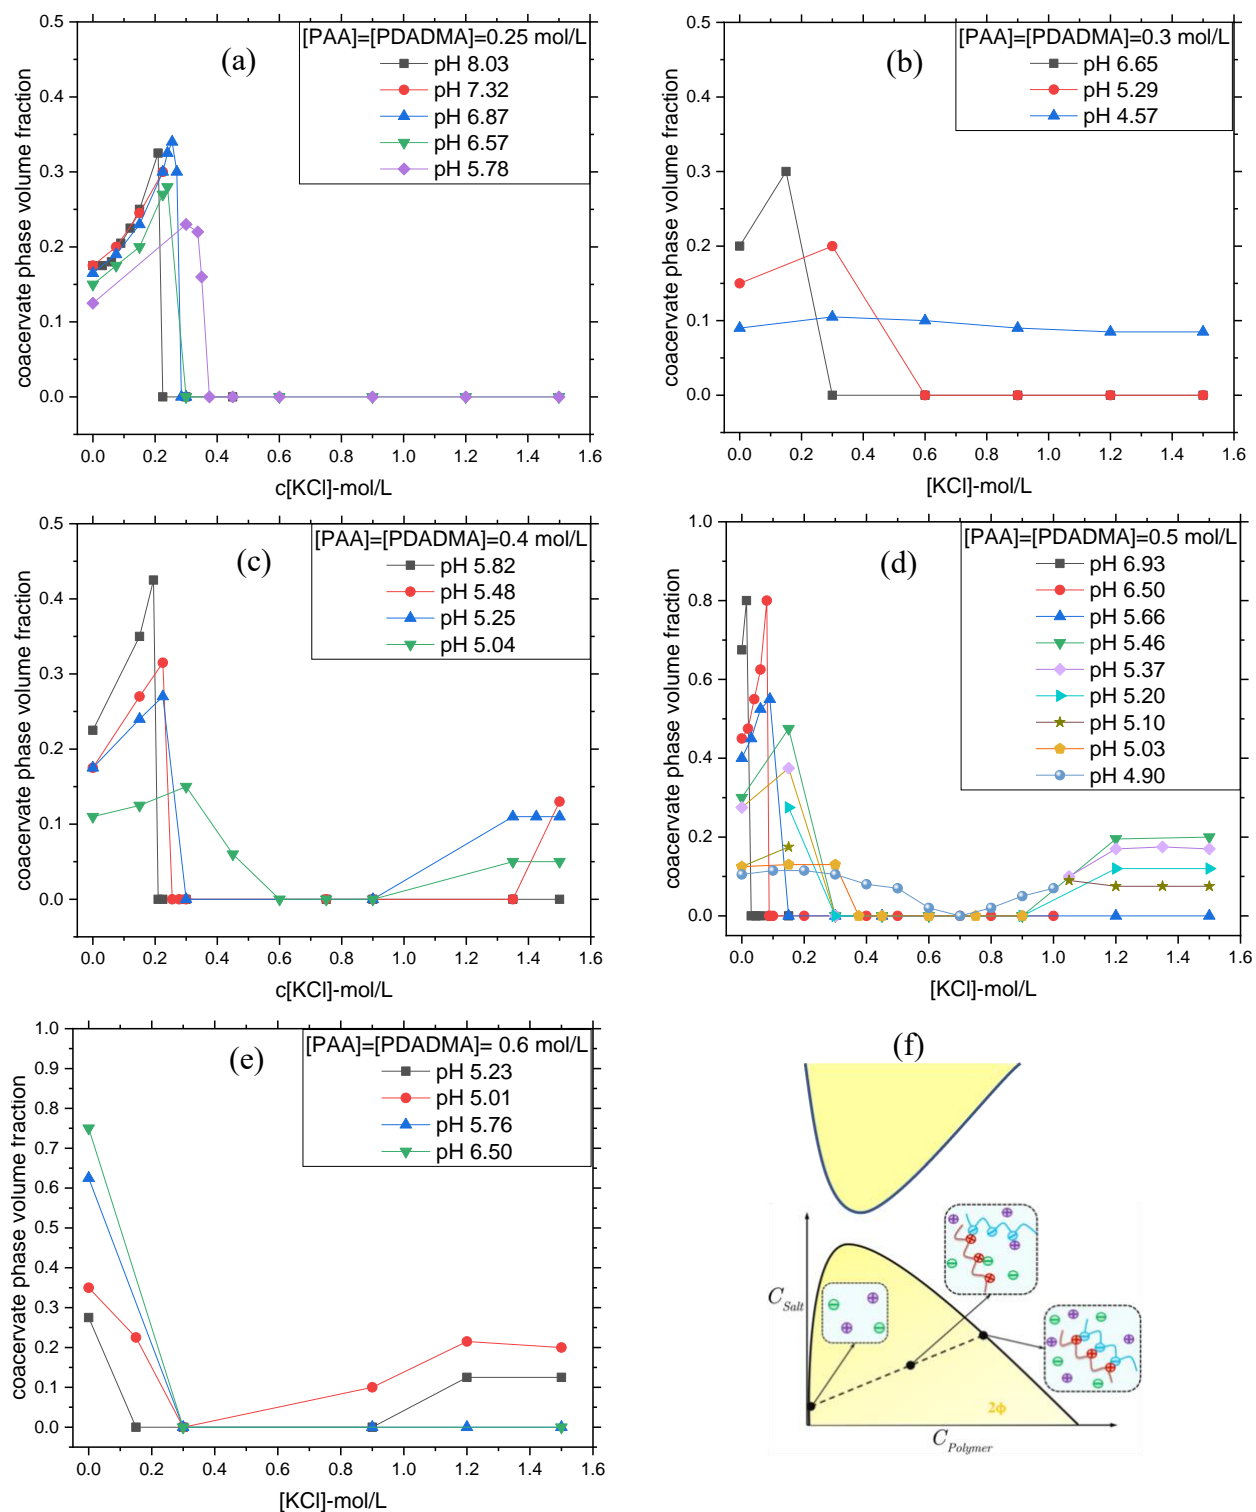 (a)
[PAA]=[PDADMA]=0.25 mol/L
pH 8.03
pH 7.32
pH 6.87
pH 6.57
pH 5.78
coacervate phase volume fraction
0.5
0.4
0.3
0.2
0.1
0.0
0.0 0.2 0.4 0.6 0.8 1.0 1.2 1.4 1.6
c[KCl]-mol/L
(b)
[PAA]=[PDADMA]=0.3 mol/L
pH 6.65
pH 5.29
pH 4.57
coacervate phase volume fraction
0.5
0.4
0.3
0.2
0.1
0.0
0.0 0.2 0.4 0.6 0.8 1.0 1.2 1.4 1.6
[KCl]-mol/L
(c)
[PAA]=[PDADMA]=0.4 mol/L
pH 5.82
pH 5.48
pH 5.25
pH 5.04
coacervate phase volume fraction
0.5
0.4
0.3
0.2
0.1
0.0
0.0 0.2 0.4 0.6 0.8 1.0 1.2 1.4 1.6
c[KCl]-mol/L
(d)
[PAA]=[PDADMA]=0.5 mol/L
pH 6.93
pH 6.50
pH 5.66
pH 5.46
pH 5.37
pH 5.20
pH 5.10
pH 5.03
pH 4.90
coacervate phase volume fraction
1.0
0.8
0.6
0.4
0.2
0.0
0.0 0.2 0.4 0.6 0.8 1.0 1.2 1.4 1.6
[KCl]-mol/L
(e)
[PAA]=[PDADMA]= 0.6 mol/L
pH 5.23
pH 5.01
pH 5.76
pH 6.50
coacervate phase volume fraction
1.0
0.9
0.8
0.7
0.6
0.5
0.4
0.3
0.2
0.1
0.0
0.0 0.2 0.4 0.6 0.8 1.0 1.2 1.4 1.6
[KCl]-mol/L
(f)
C Salt
2ϕ
C Polymer